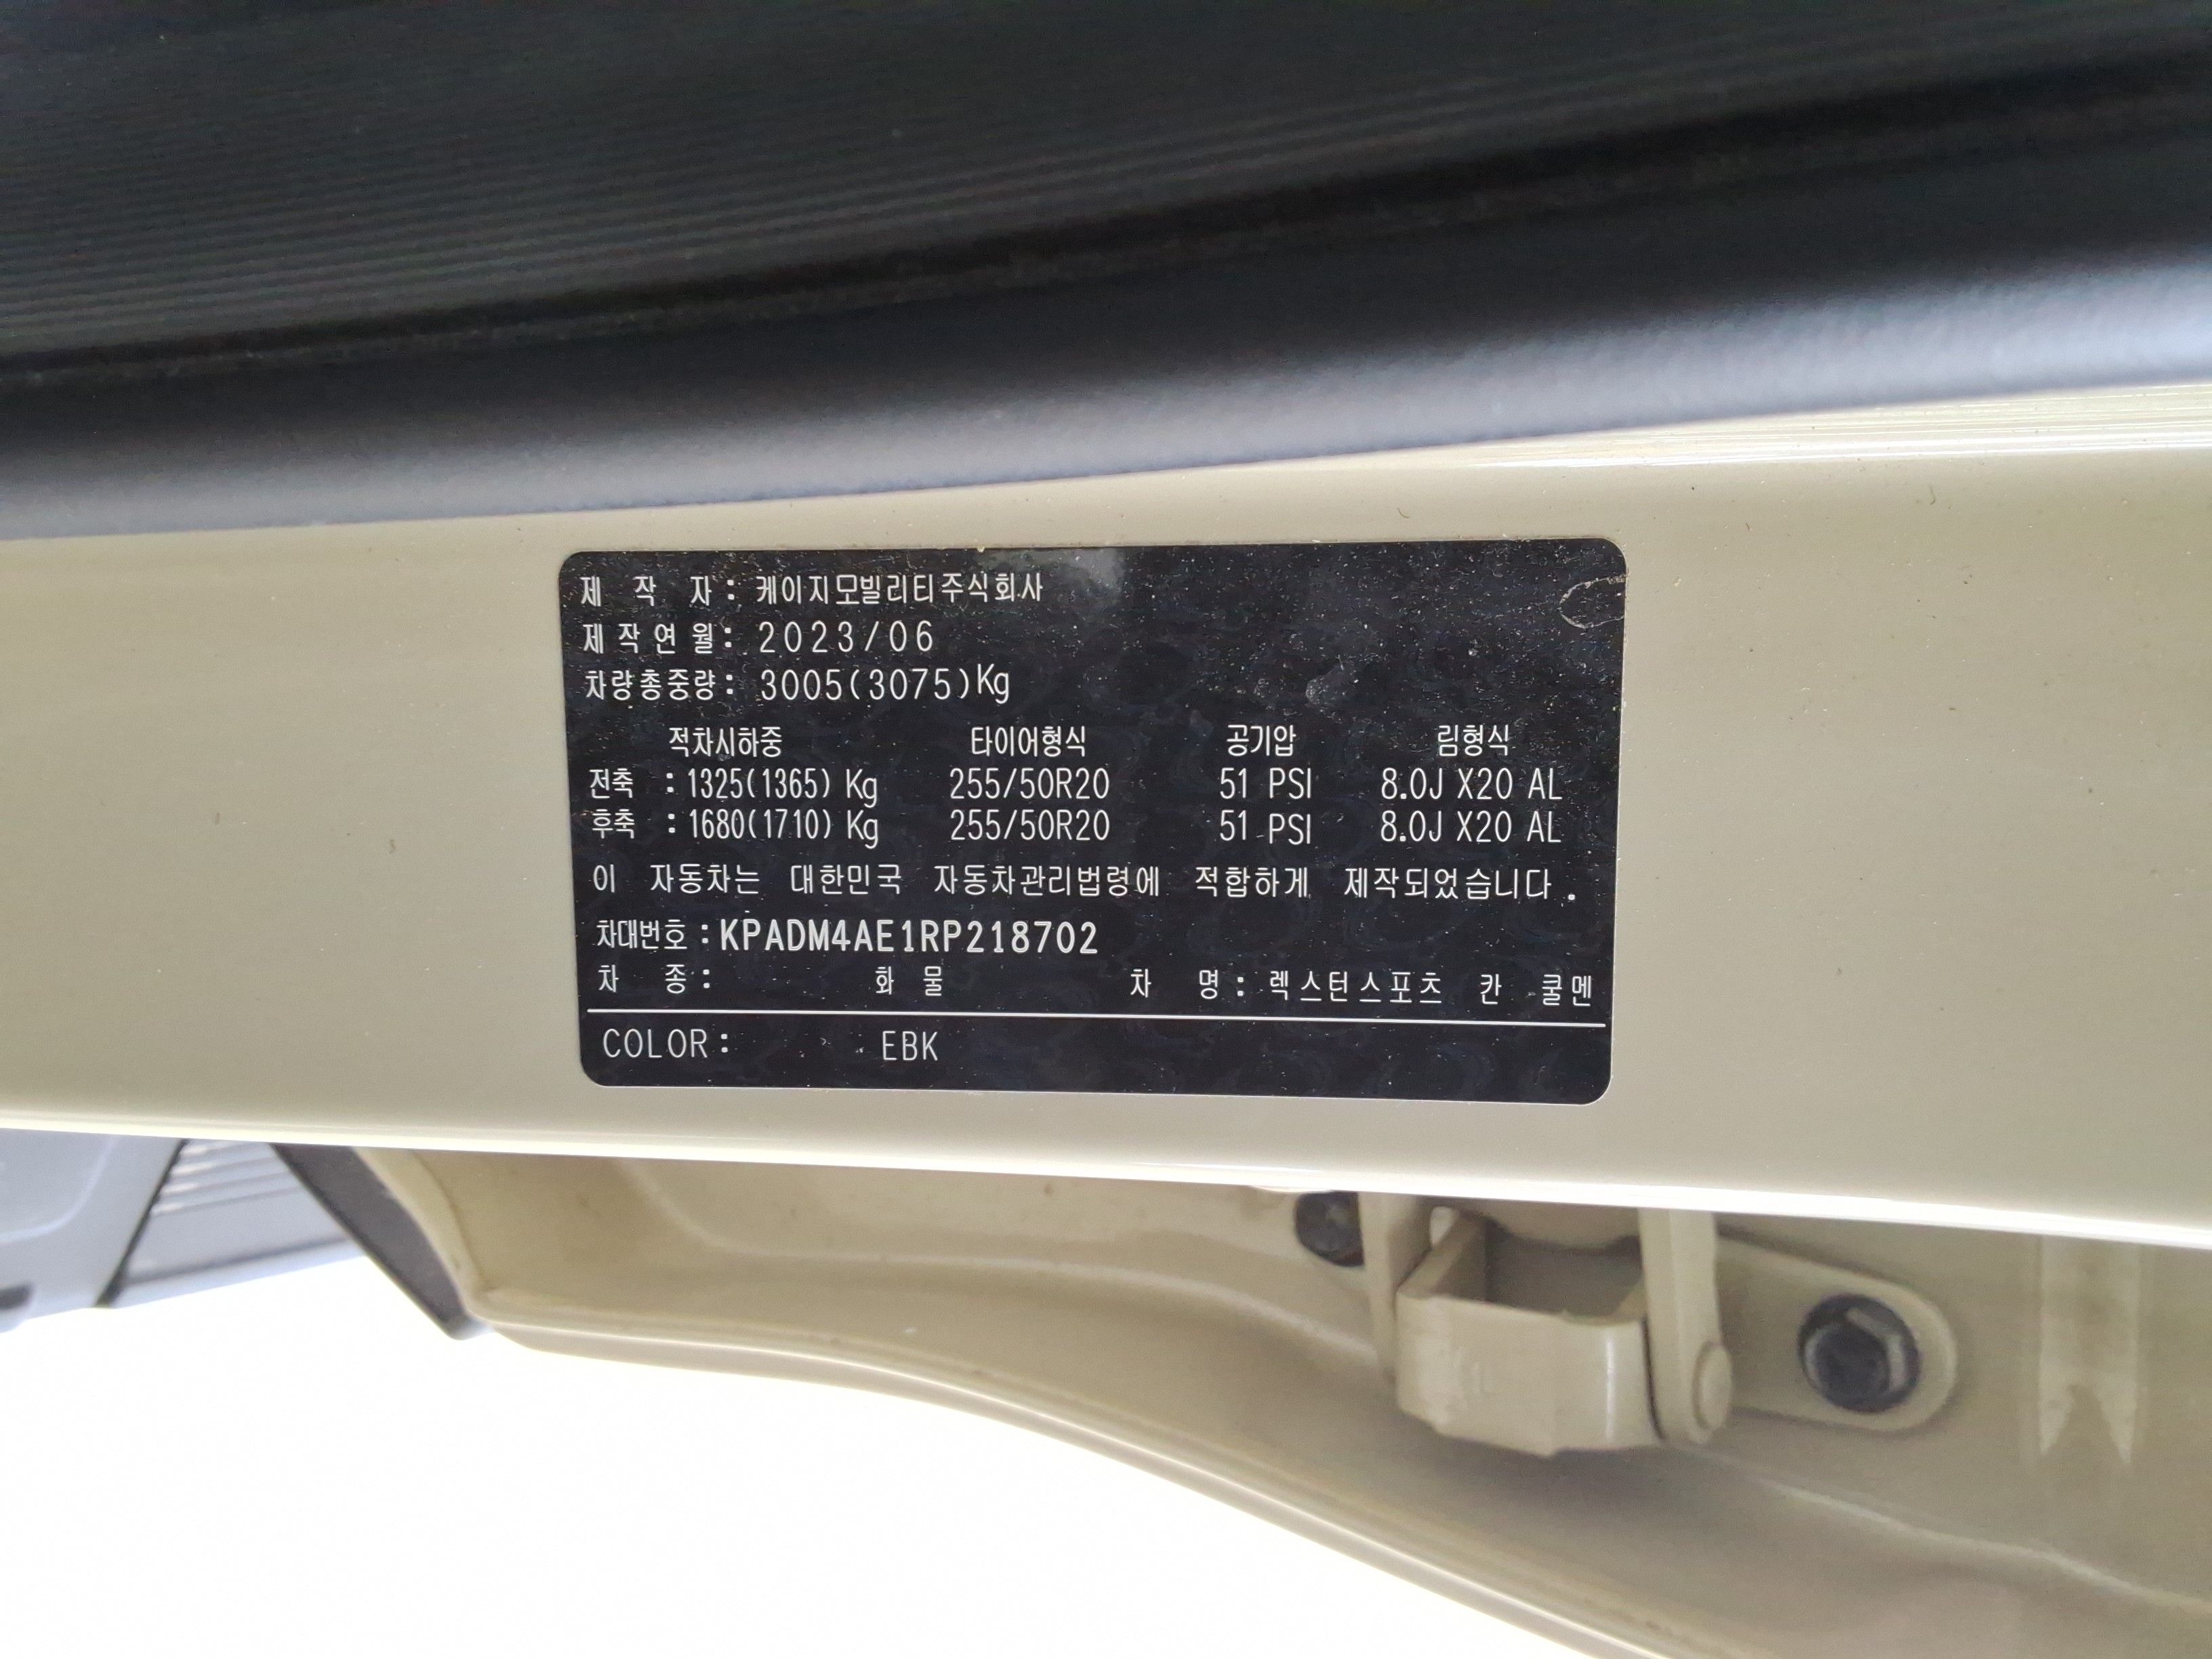 제 작 자 : 케이지모빌리티주식회사
제작연월 : 2023/06
차량총중량 : 3005(3075)Kg
적차시하중 타이어형식 공기압 림형식
전축 : 1325(1365) Kg 255/50R20 51 PSI 8.0J X20 AL
후축 : 1680(1710) Kg 255/50R20 51 PSI 8.0J X20 AL
이 자동차는 대한민국 자동차관리법령에 적합하게 제작되었습니다.
차대번호 : KPADM4AE1RP218702
차 종 : 화 물 차 명 : 렉스턴스포츠 칸 쿨멘
COLOR : EBK